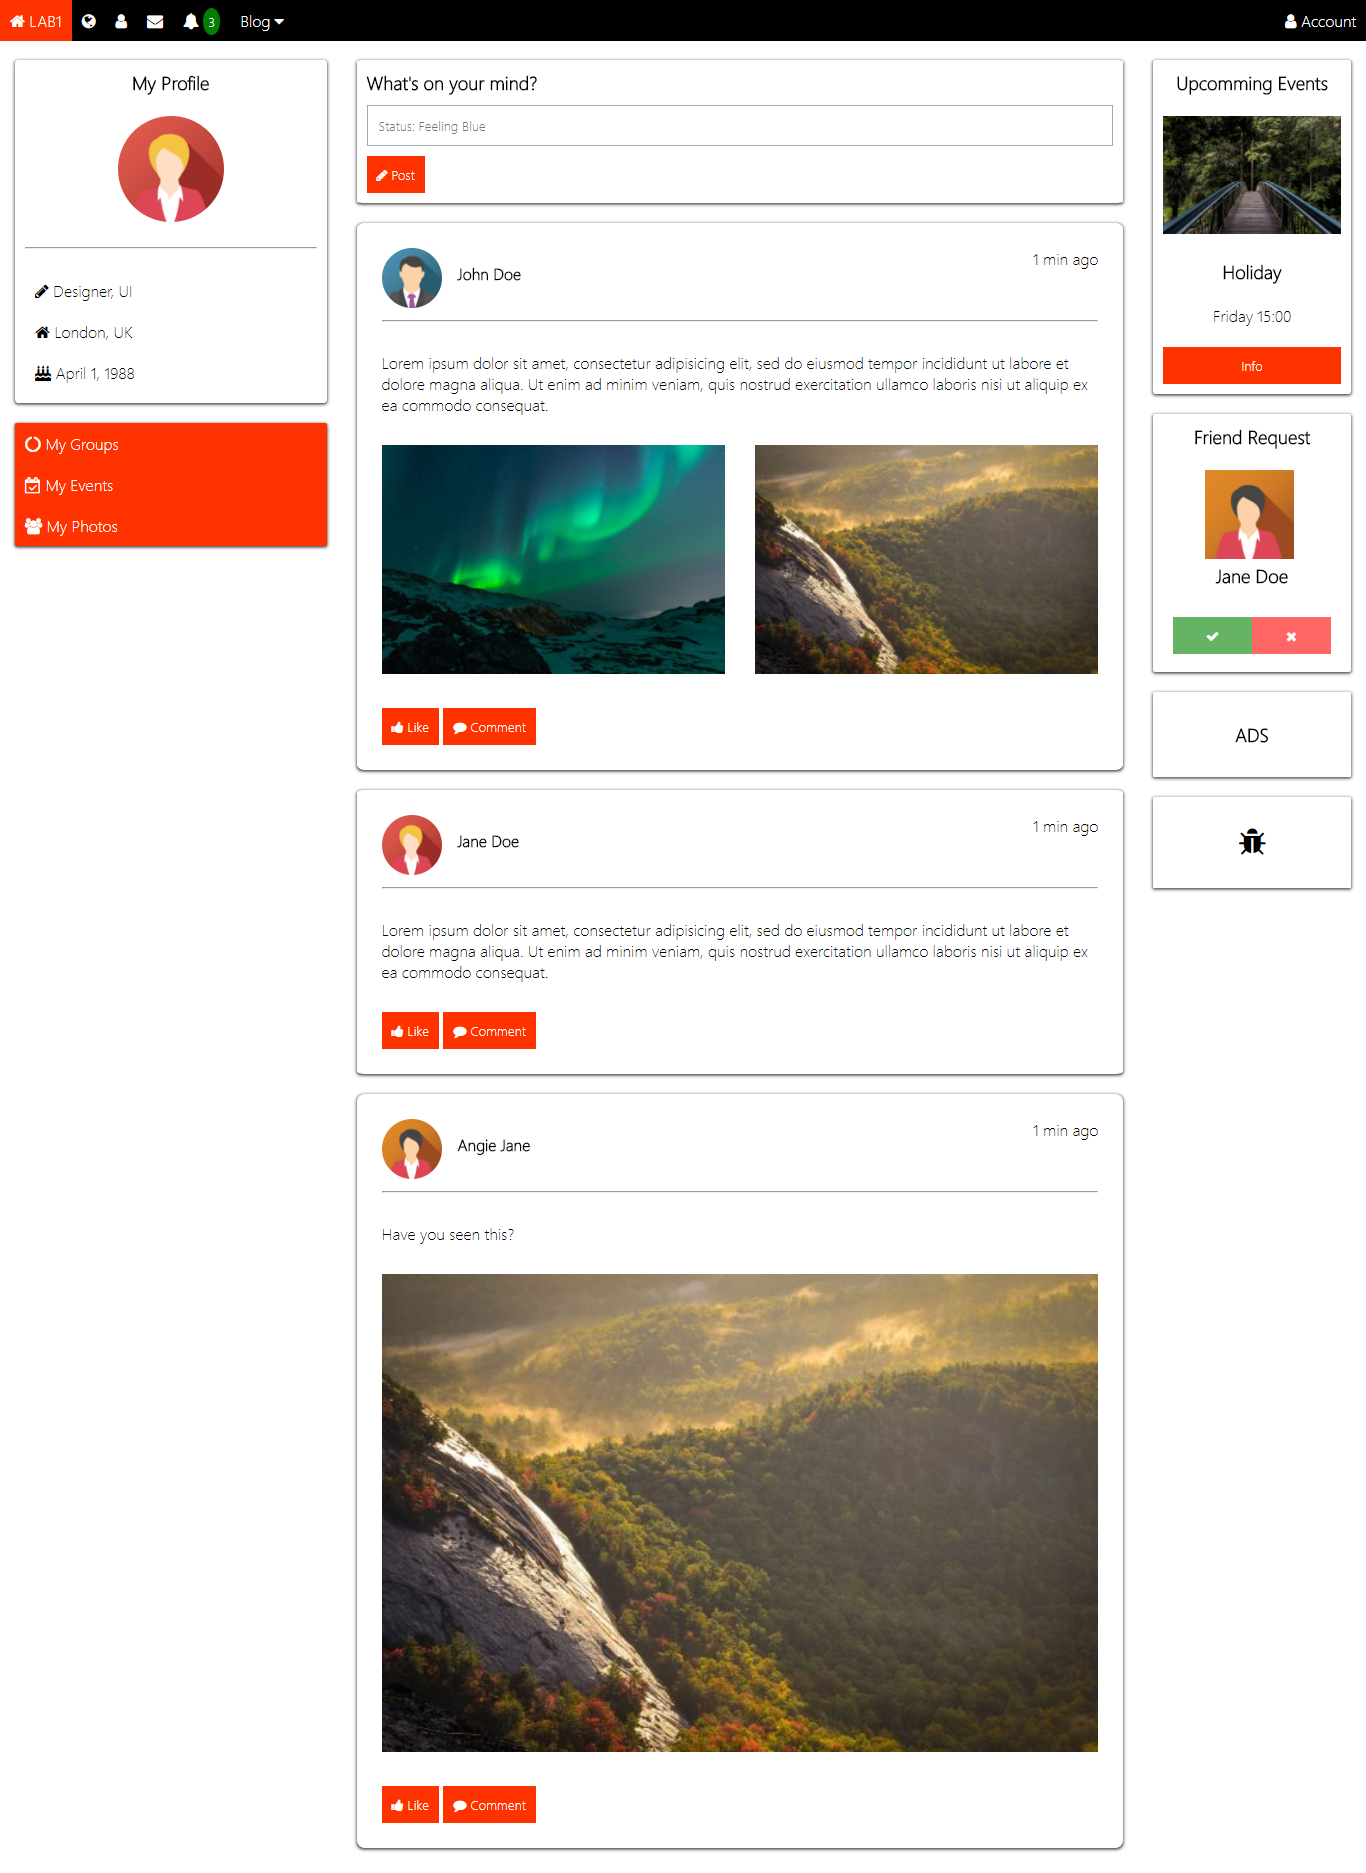 LAB1
3
Blog
Account
My Profile
Designer, UI
London, UK
April 1, 1988
My Groups
My Events
My Photos
What's on your mind?
Status: Feeling Blue
Post
John Doe
1 min ago
Lorem ipsum dolor sit amet, consectetur adipisicing elit, sed do eiusmod tempor incididunt ut labore et
dolore magna aliqua. Ut enim ad minim veniam, quis nostrud exercitation ullamco laboris nisi ut aliquip ex
ea commodo consequat.
Like
Comment
Jane Doe
1 min ago
Lorem ipsum dolor sit amet, consectetur adipisicing elit, sed do eiusmod tempor incididunt ut labore et
dolore magna aliqua. Ut enim ad minim veniam, quis nostrud exercitation ullamco laboris nisi ut aliquip ex
ea commodo consequat.
Like
Comment
Angie Jane
1 min ago
Have you seen this?
Like
Comment
Upcomming Events
Holiday
Friday 15:00
Info
Friend Request
Jane Doe
ADS